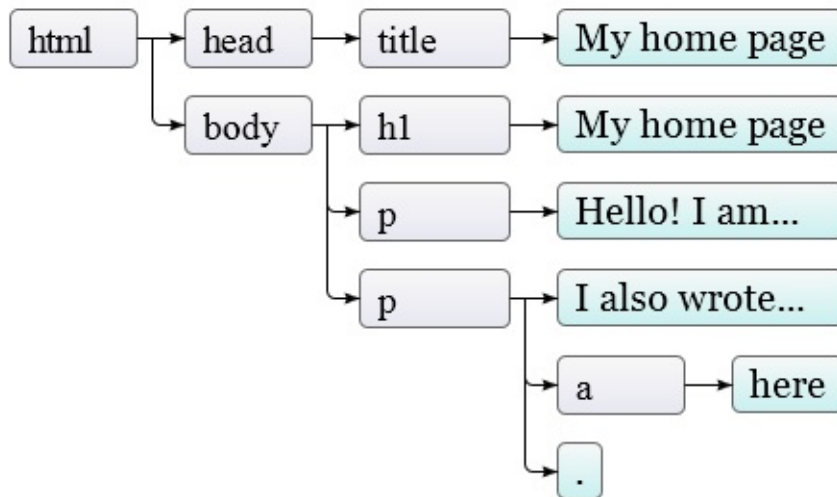 html head title My home page
body h1 My home page
p Hello! I am...
p I also wrote...
a here
.